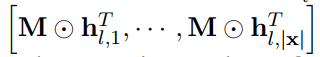 [M ⊙ h_{l,1}^T, ⋯ , M ⊙ h_{l,|x|}^T]